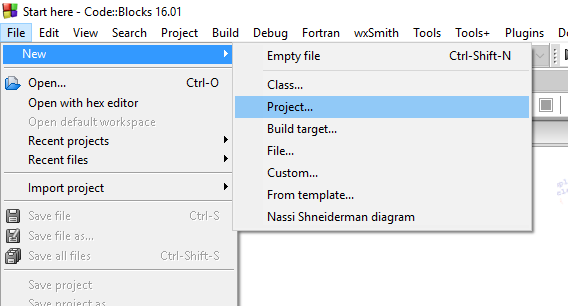 Start here - Code::Blocks 16.01
File Edit View Search Project Build Debug Fortran wxSmith Tools Tools+ Plugins
New
Open... Ctrl-O
Open with hex editor
Open default workspace
Recent projects
Recent files
Import project
Save file Ctrl-S
Save file as...
Save all files Ctrl-Shift-S
Save project
Save project as
Empty file Ctrl-Shift-N
Class...
Project...
Build target...
File...
Custom...
From template...
Nassi Shneiderman diagram